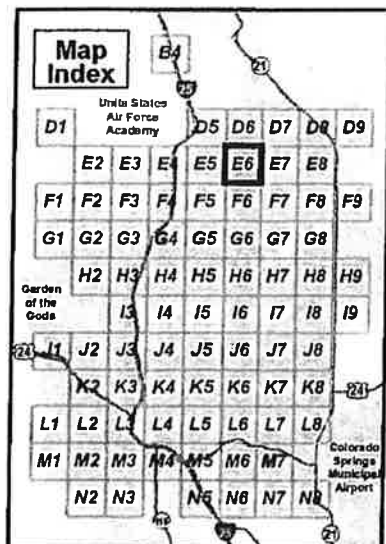 Map
Index
B4
25
21
United States
Air Force
Academy
D1 D5 D6 D7 D8 D9
E2 E3 E4 E5 E6 E7 E8
F1 F2 F3 F4 F5 F6 F7 F8 F9
G1 G2 G3 G4 G5 G6 G7 G8
H2 H3 H4 H5 H6 H7 H8 H9
Garden
of the
Gods
I3 I4 I5 I6 I7 I8 I9
24 J1 J2 J3 J4 J5 J6 J7 J8
K2 K3 K4 K5 K6 K7 K8 24
L1 L2 L3 L4 L5 L6 L7 L8
M1 M2 M3 M4 M5 M6 M7
Colorado
Springs
Municipal
Airport
N2 N3 N5 N6 N7 N8
25
21